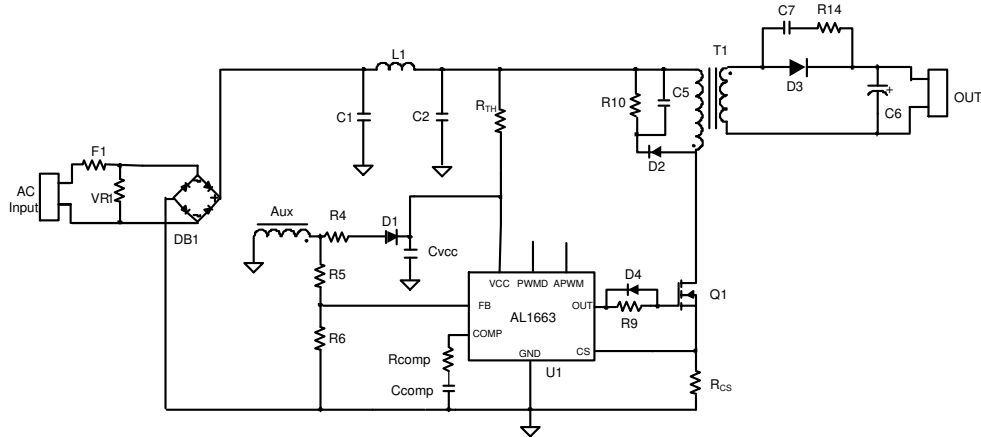 C7
R14
T1
L1
RTH
R10
C5
D3
C6
+
OUT
C1
C2
D2
F1
AC
Input
VR1
DB1
+
Aux
R4
D1
Cvcc
R5
R6
VCC
PWMD
APWM
FB
AL1663
OUT
COMP
GND
CS
U1
D4
R9
Q1
Rcomp
Ccomp
RCS